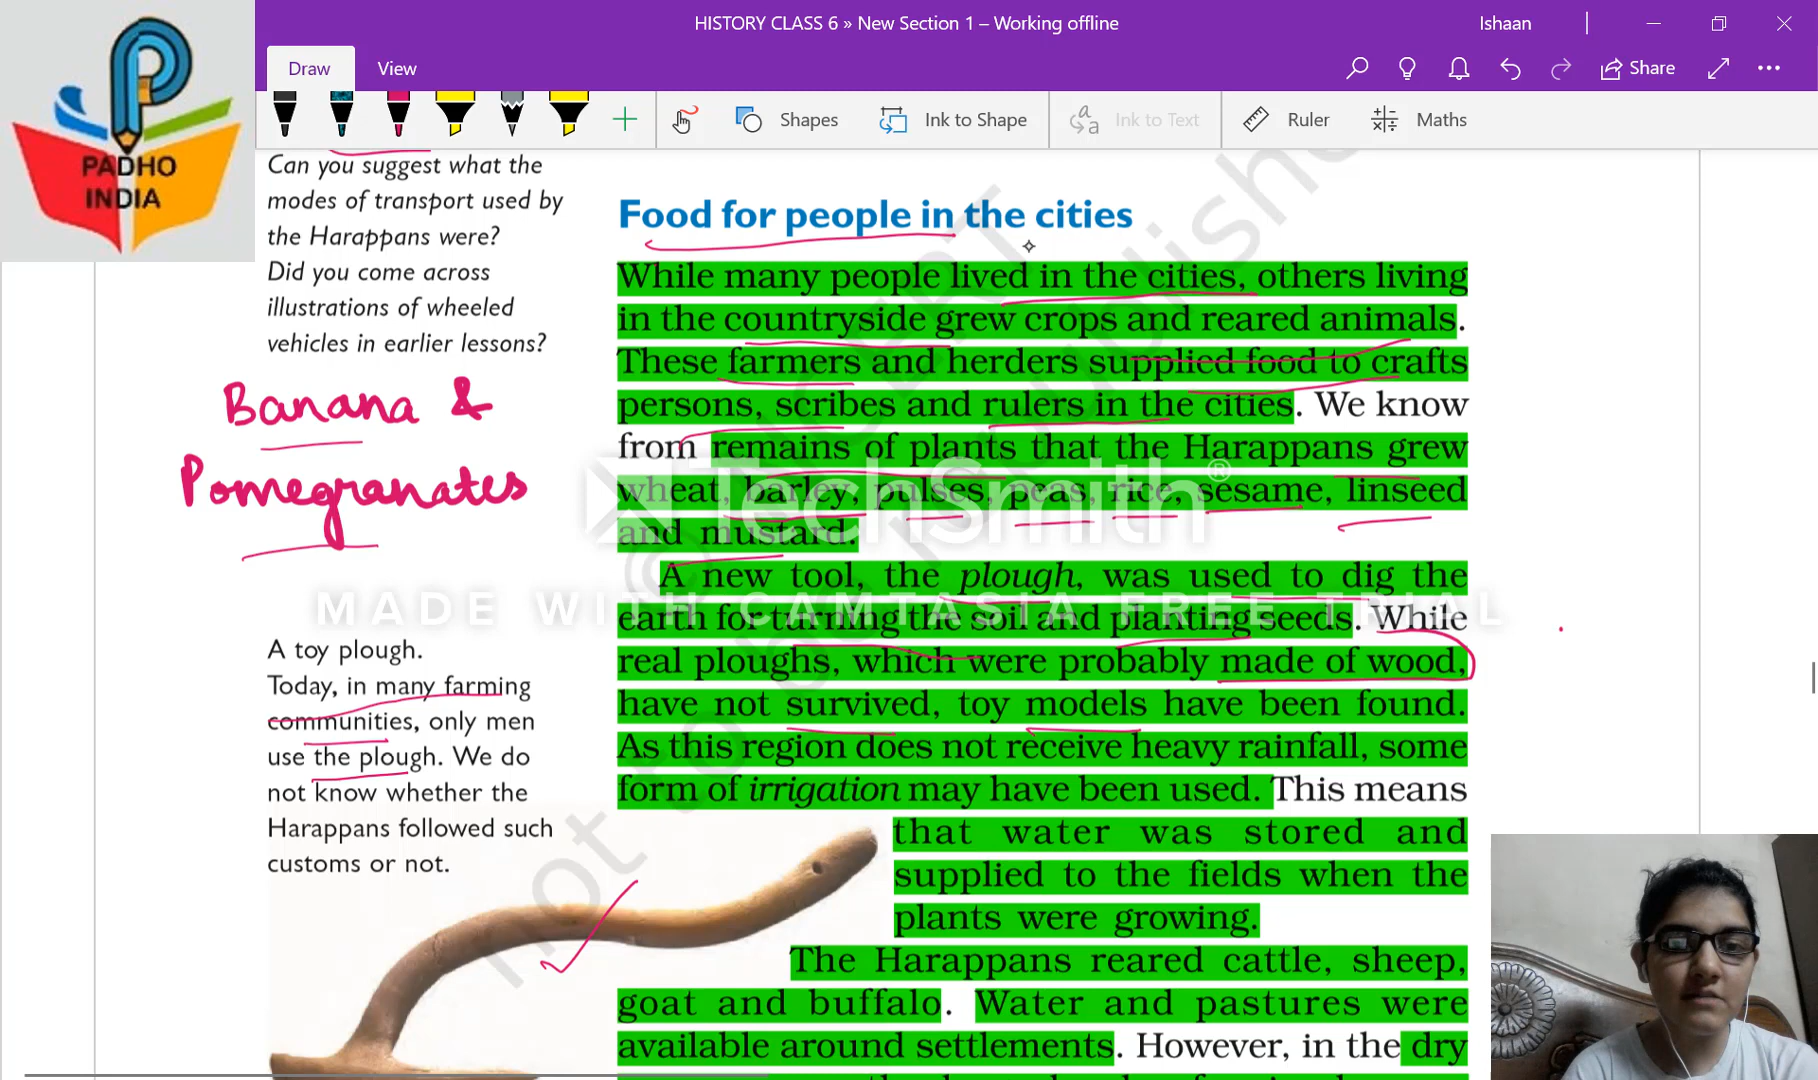 HISTORY CLASS 6 » New Section 1 – Working offline
Ishaan
Draw
View
Share
Shapes
Ink to Shape
Ink to Text
Ruler
Maths
PADHO
INDIA
Can you suggest what the
modes of transport used by
the Harappans were?
Did you come across
illustrations of wheeled
vehicles in earlier lessons?
Banana &
Pomegranates
A toy plough.
Today, in many farming
communities, only men
use the plough. We do
not know whether the
Harappans followed such
customs or not.
Food for people in the cities
While many people lived in the cities, others living
in the countryside grew crops and reared animals.
These farmers and herders supplied food to crafts
persons, scribes and rulers in the cities. We know
from remains of plants that the Harappans grew
wheat, barley, pulses, peas, rice, sesame, linseed
and mustard.
A new tool, the plough, was used to dig the
earth for turning the soil and planting seeds. While
real ploughs, which were probably made of wood,
have not survived, toy models have been found.
As this region does not receive heavy rainfall, some
form of irrigation may have been used. This means
that water was stored and
supplied to the fields when the
plants were growing.
The Harappans reared cattle, sheep,
goat and buffalo. Water and pastures were
available around settlements. However, in the dry
TechSmith®
MADE WITH CAMTASIA FREE TRIAL